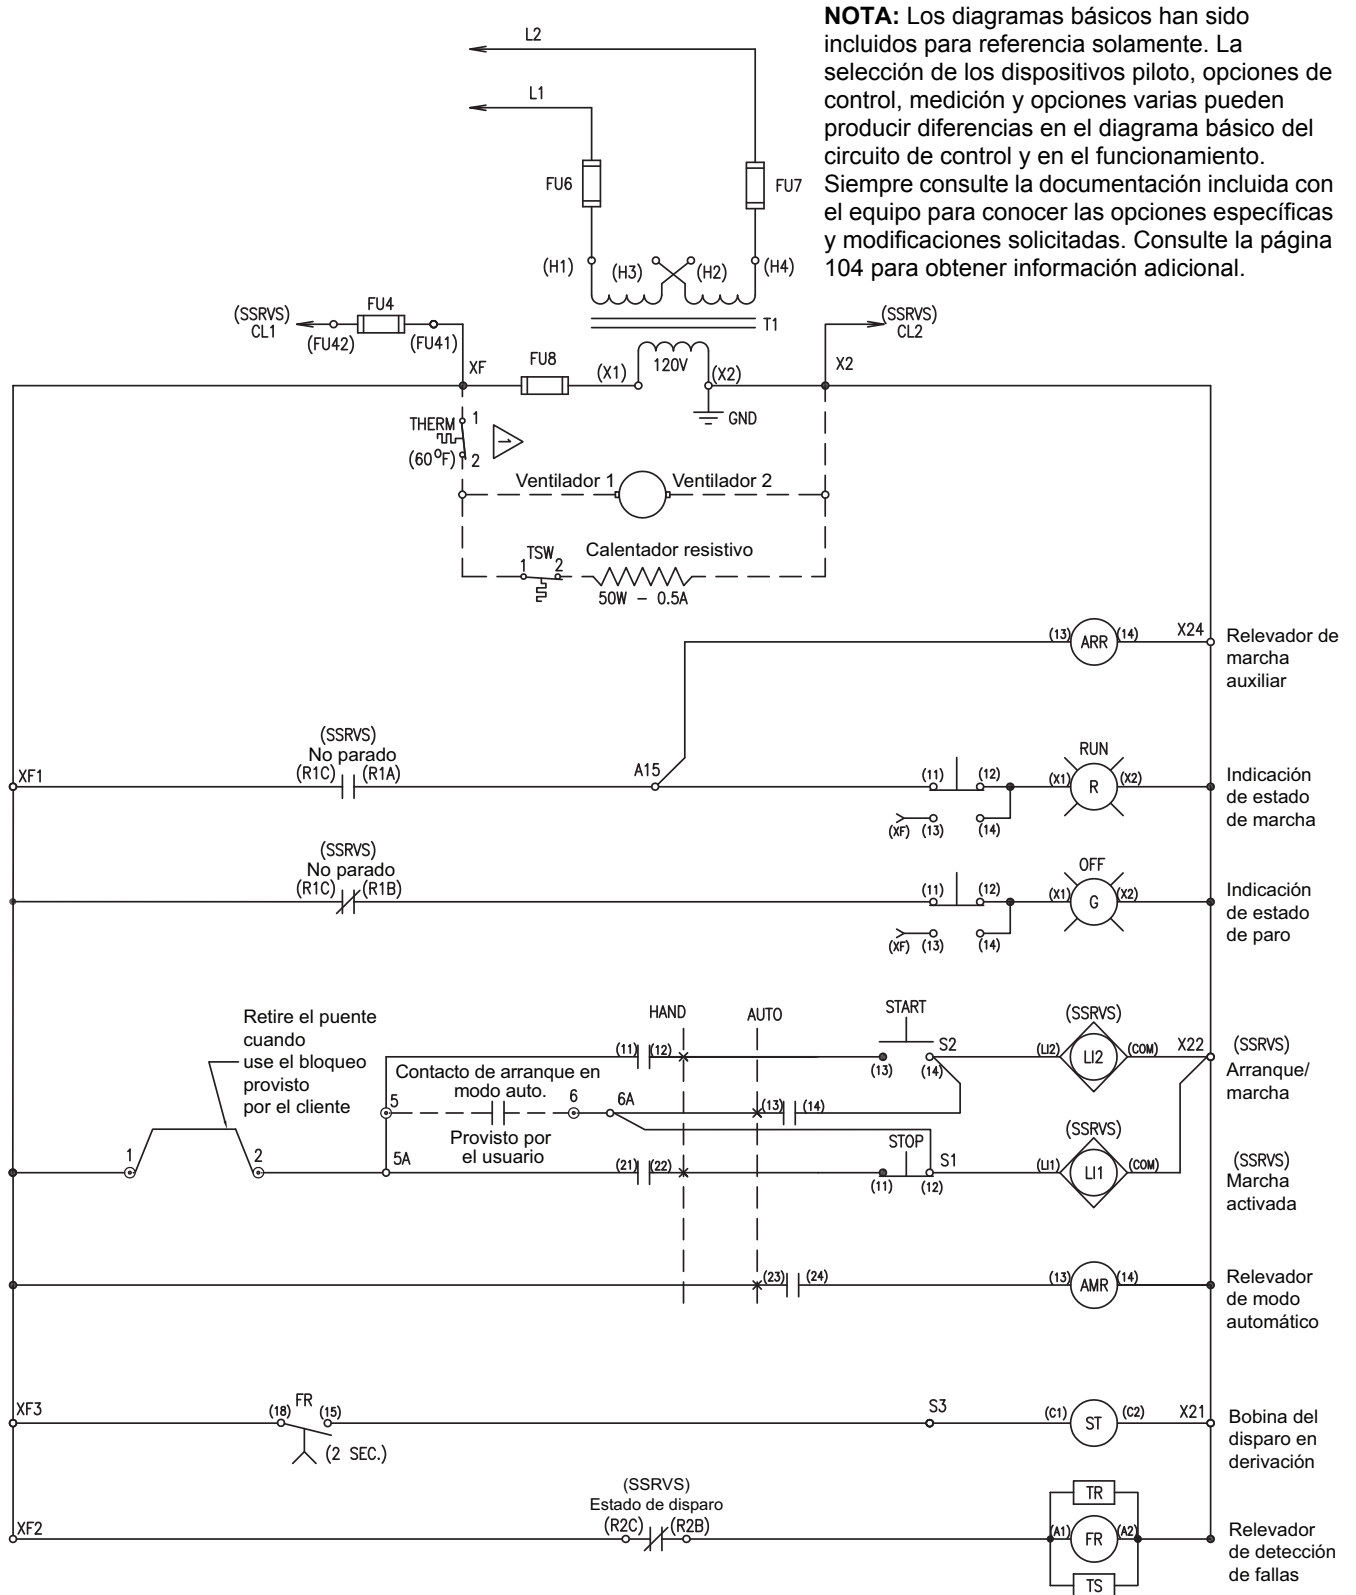 NOTA: Los diagramas básicos han sido
incluidos para referencia solamente. La
selección de los dispositivos piloto, opciones de
control, medición y opciones varias pueden
producir diferencias en el diagrama básico del
circuito de control y en el funcionamiento.
Siempre consulte la documentación incluida con
el equipo para conocer las opciones específicas
y modificaciones solicitadas. Consulte la página
104 para obtener información adicional.
L2
L1
FU6
FU7
(H1)
(H3)
(H2)
(H4)
T1
(SSRVS)
CL1
FU4
(FU42)
(FU41)
(SSRVS)
CL2
XF
FU8
(X1)
120V
(X2)
X2
GND
THERM
1
(60°F)
2
1
Ventilador 1
Ventilador 2
TSW
1
2
Calentador resistivo
50W - 0.5A
(13)
ARR
(14)
X24
Relevador de
marcha
auxiliar
(SSRVS)
No parado
(R1C)
(R1A)
XF1
A15
(11)
(12)
(XF)
(13)
(14)
RUN
(X1)
R
(X2)
Indicación
de estado
de marcha
(SSRVS)
No parado
(R1C)
(R1B)
(11)
(12)
(XF)
(13)
(14)
OFF
(X1)
G
(X2)
Indicación
de estado
de paro
Retire el puente
cuando
use el bloqueo
provisto
por el cliente
HAND
AUTO
START
(11)
(12)
(13)
(14)
S2
(SSRVS)
(LI2)
LI2
(COM)
X22
(SSRVS)
Arranque/
marcha
Contacto de arranque en
modo auto.
5
6
6A
(13)
(14)
Provisto por
el usuario
1
2
5A
(21)
(22)
STOP
(11)
(12)
S1
(SSRVS)
(LI1)
LI1
(COM)
(SSRVS)
Marcha
activada
(23)
(24)
(13)
AMR
(14)
Relevador
de modo
automático
XF3
FR
(18)
(15)
(2 SEC.)
S3
(C1)
ST
(C2)
X21
Bobina del
disparo en
derivación
XF2
(SSRVS)
Estado de disparo
(R2C)
(R2B)
TR
(A1)
FR
(A2)
TS
Relevador
de detección
de fallas